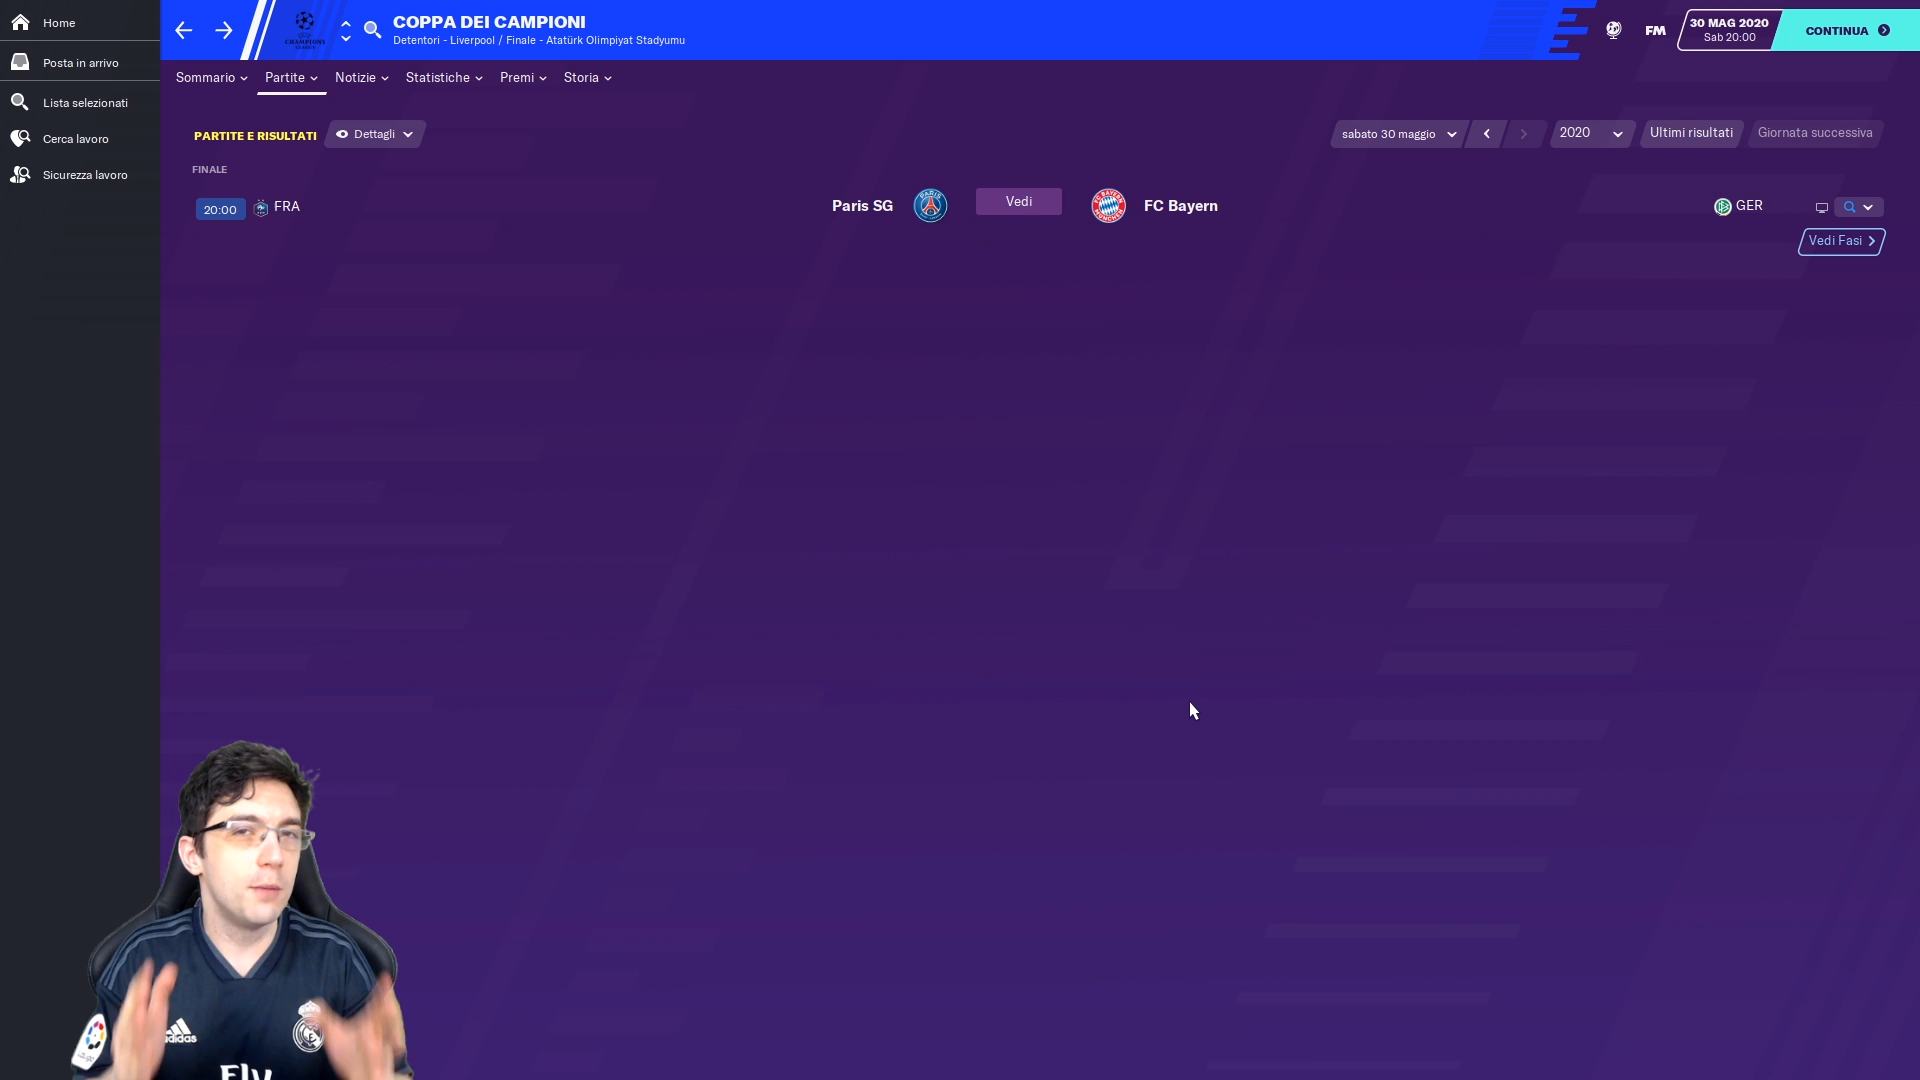 Home
Posta in arrivo
Lista selezionati
Cerca lavoro
Sicurezza lavoro
CHAMPIONS
COPPA DEI CAMPIONI
Detentori - Liverpool / Finale - Atatürk Olimpiyat Stadyumu
FM
30 MAG 2020
Sab 20:00
CONTINUA
Sommario
Partite
Notizie
Statistiche
Premi
Storia
PARTITE E RISULTATI
Dettagli
sabato 30 maggio
2020
Ultimi risultati
Giornata successiva
FINALE
20:00
FRA
Paris SG
Vedi
FC Bayern
GER
Vedi Fasi
adidas
Fly